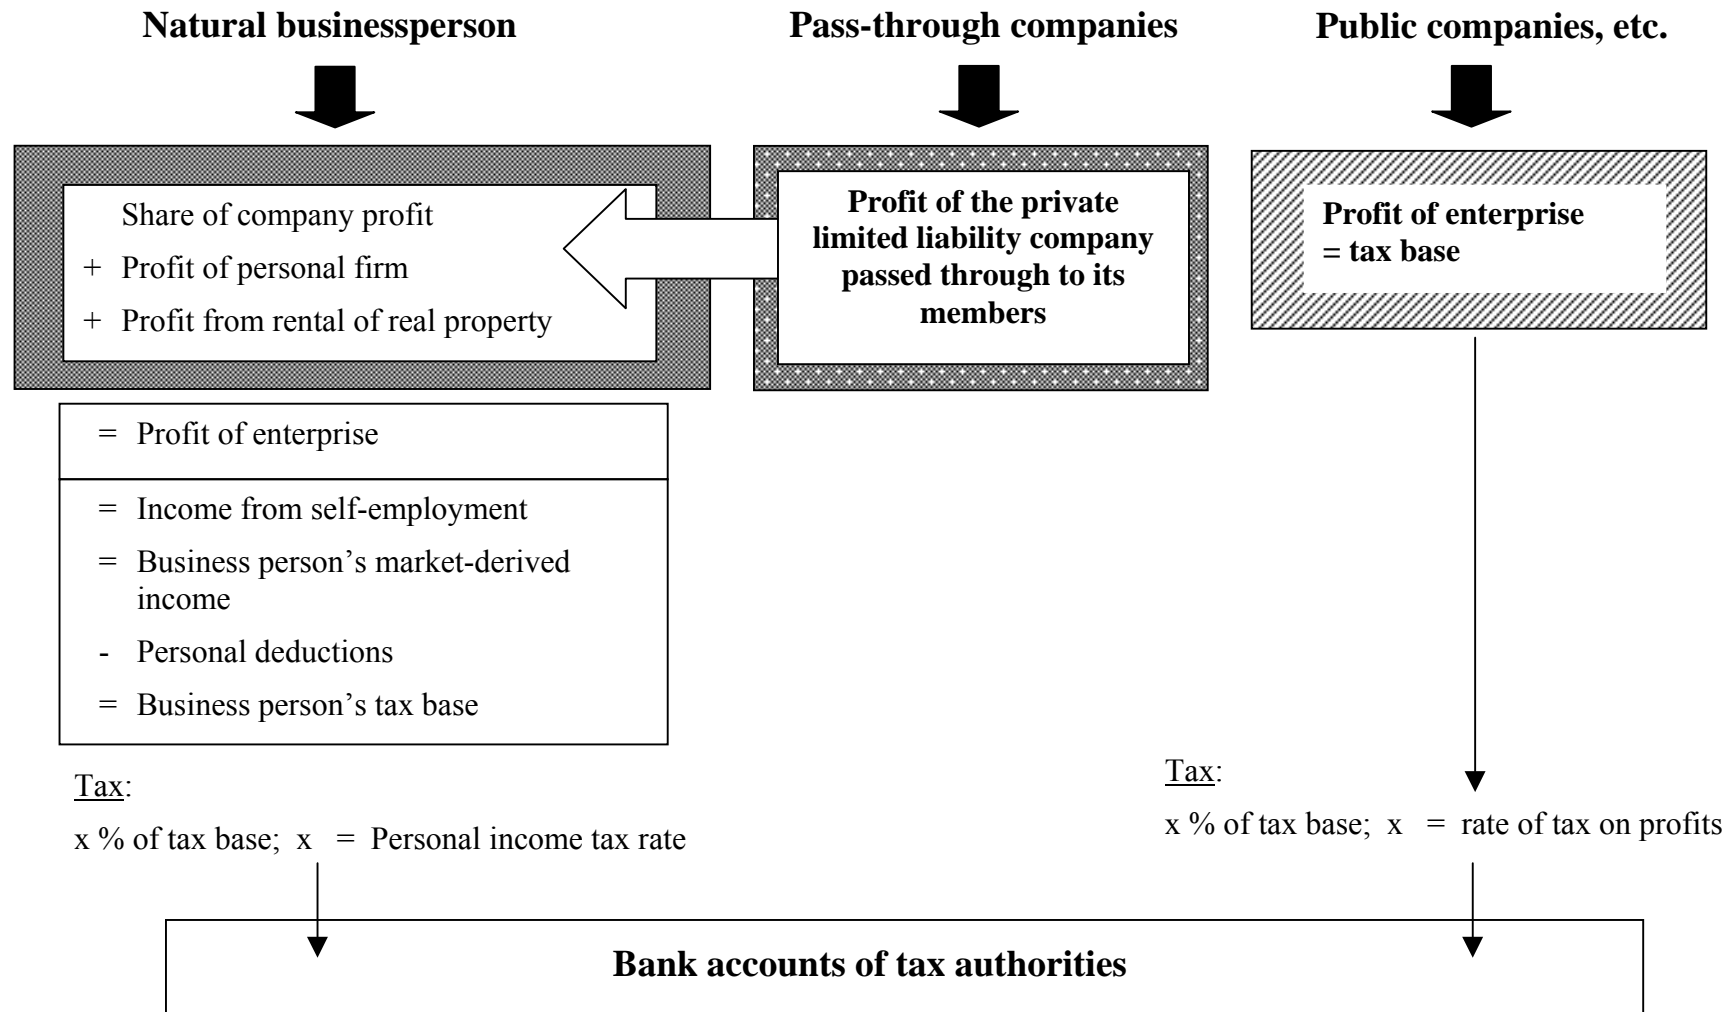 Natural businessperson
Pass-through companies
Public companies, etc.
Share of company profit
+ Profit of personal firm
+ Profit from rental of real property
Profit of the private
limited liability company
passed through to its
members
Profit of enterprise
= tax base
= Profit of enterprise
= Income from self-employment
= Business person’s market-derived
income
- Personal deductions
= Business person’s tax base
Tax:
x % of tax base; x = Personal income tax rate
Tax:
x % of tax base; x = rate of tax on profits
Bank accounts of tax authorities